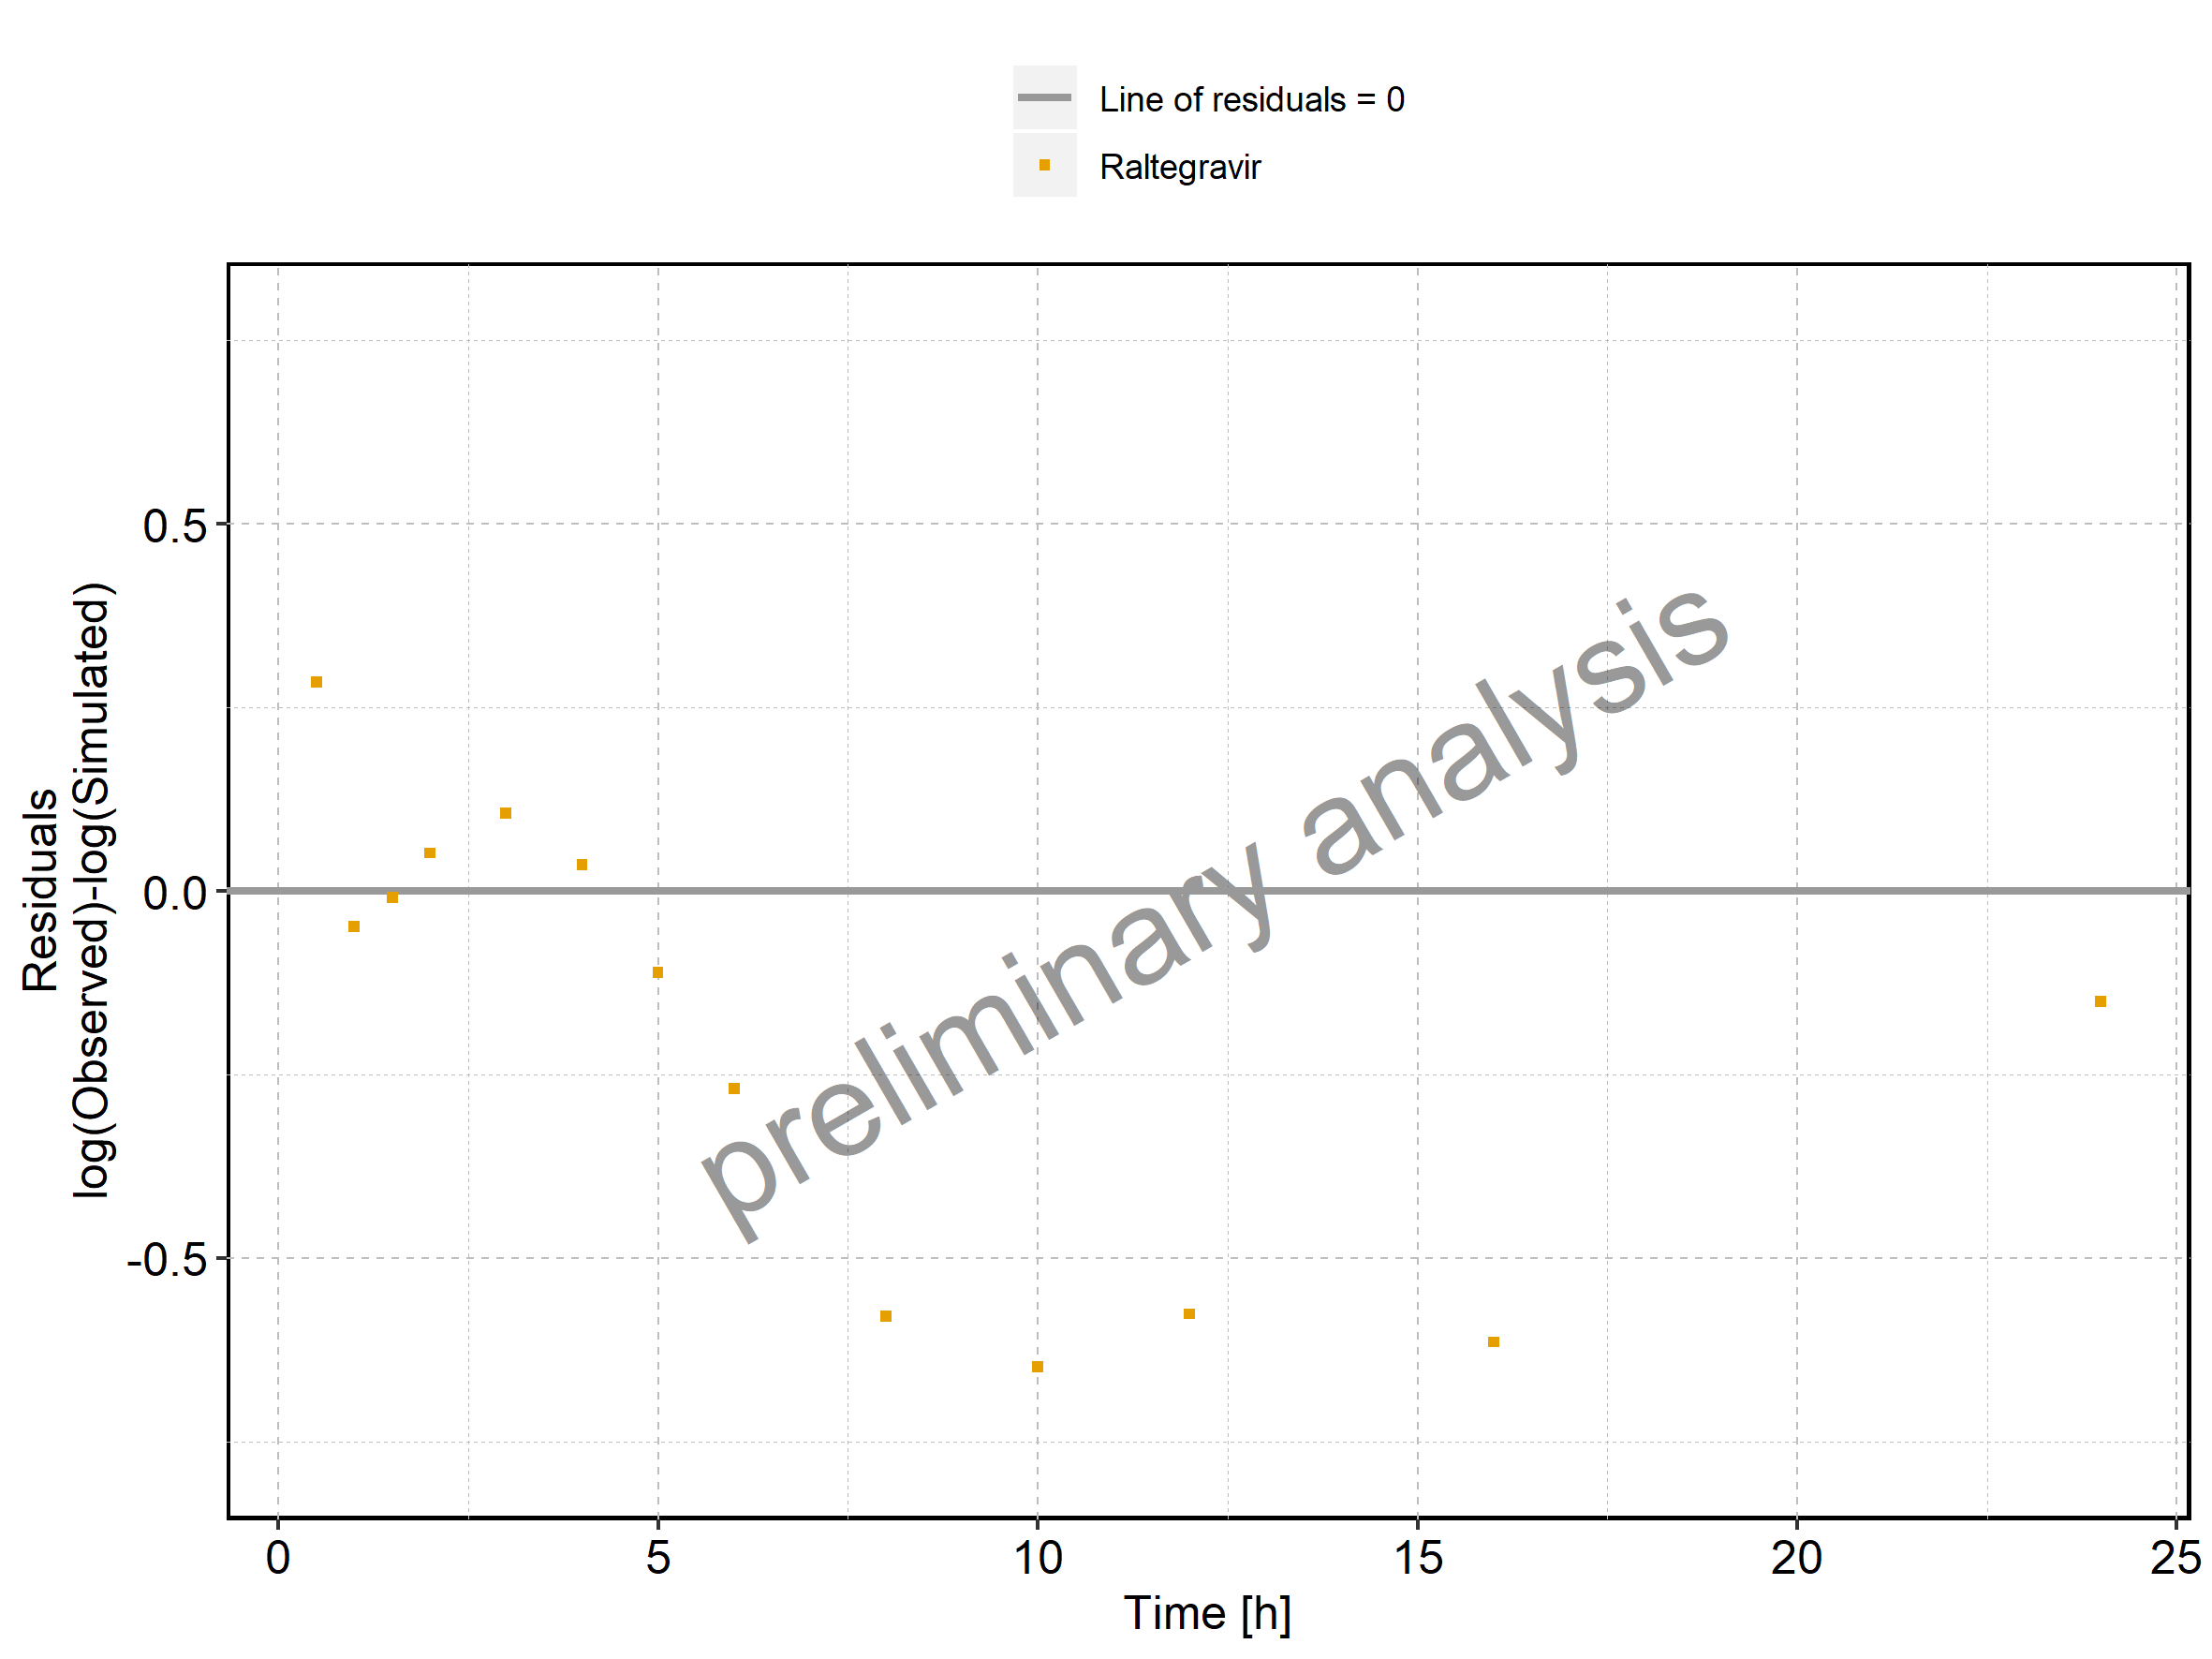 Line of residuals = 0
Raltegravir
Residuals
log(Observed)-log(Simulated)
0.5
0.0
-0.5
preliminary analysis
0 5 10 15 20 25
Time [h]